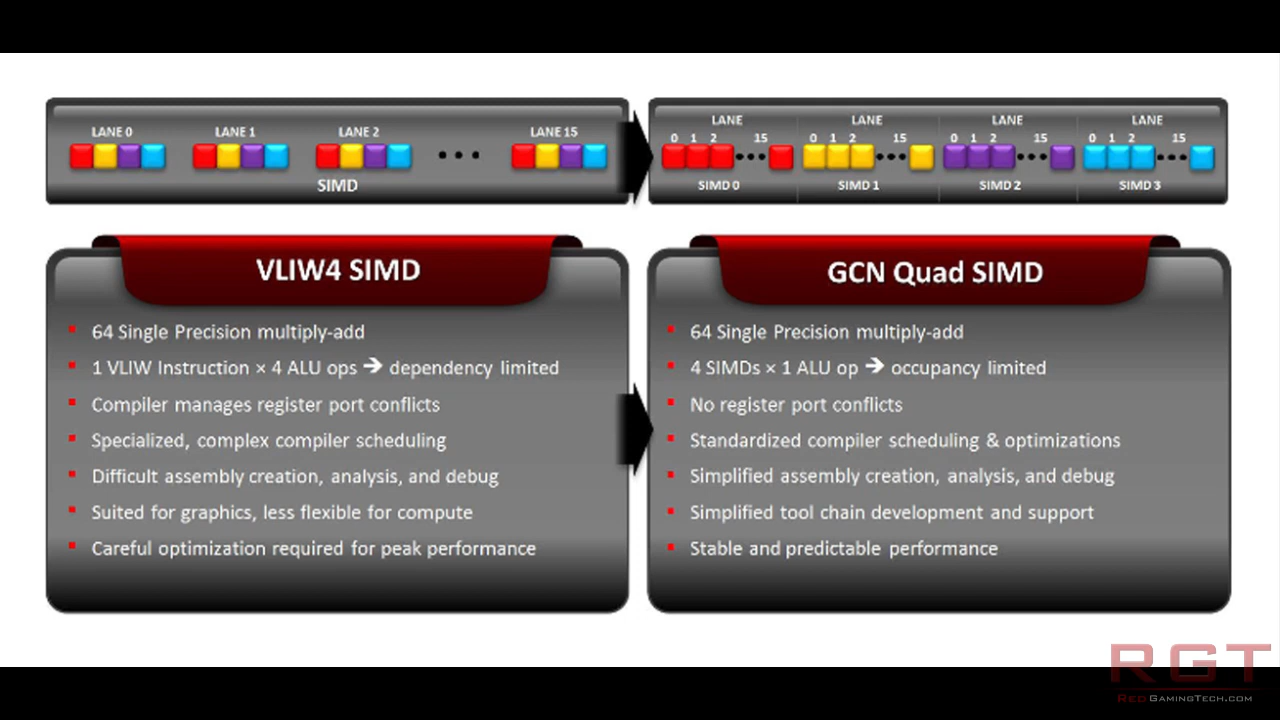 LANE 0 LANE 1 LANE 2 LANE 15
SIMD
LANE LANE LANE LANE
0 1 2 15 0 1 2 15 0 1 2 15 0 1 2 15
SIMD 0 SIMD 1 SIMD 2 SIMD 3
VLIW4 SIMD
64 Single Precision multiply-add
1 VLIW Instruction × 4 ALU ops → dependency limited
Compiler manages register port conflicts
Specialized, complex compiler scheduling
Difficult assembly creation, analysis, and debug
Suited for graphics, less flexible for compute
Careful optimization required for peak performance
GCN Quad SIMD
64 Single Precision multiply-add
4 SIMDs × 1 ALU op → occupancy limited
No register port conflicts
Standardized compiler scheduling & optimizations
Simplified assembly creation, analysis, and debug
Simplified tool chain development and support
Stable and predictable performance
RGT
REDGAMINGTECH.COM